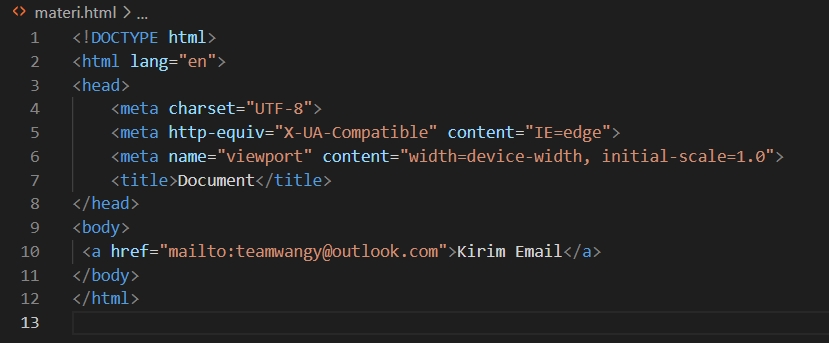 <> materi.html > ...
1 <!DOCTYPE html>
2 <html lang="en">
3 <head>
4     <meta charset="UTF-8">
5     <meta http-equiv="X-UA-Compatible" content="IE=edge">
6     <meta name="viewport" content="width=device-width, initial-scale=1.0">
7     <title>Document</title>
8 </head>
9 <body>
10  <a href="mailto:teamwangy@outlook.com">Kirim Email</a>
11 </body>
12 </html>
13